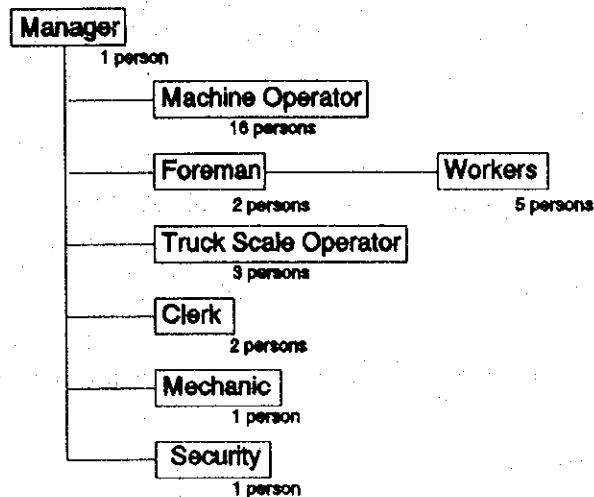 Manager
1 person
Machine Operator
16 persons
Foreman
Workers
2 persons
5 persons
Truck Scale Operator
3 persons
Clerk
2 persons
Mechanic
1 person
Security
1 person